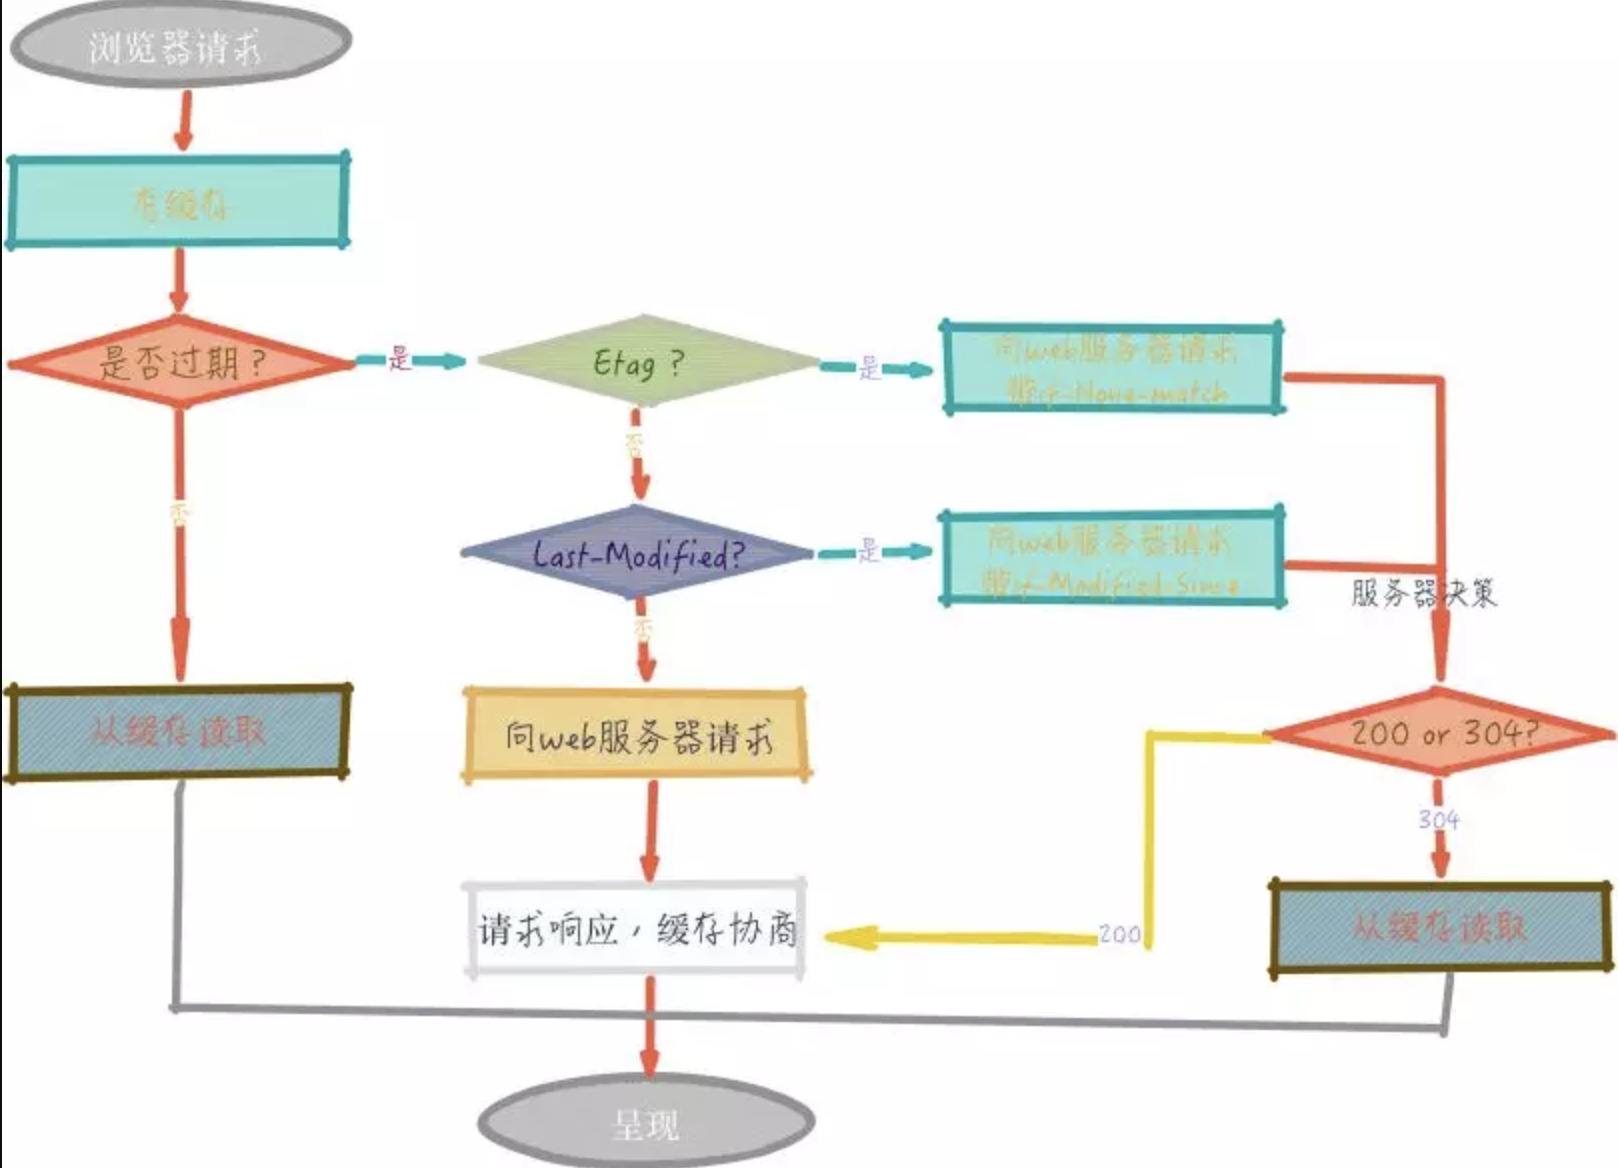 浏览器请求
有缓存
是否过期?
是
Etag ?
是
向web服务器请求
带If-None-match
否
否
Last-Modified?
是
向web服务器请求
带If-Modified-Since
服务器决策
否
从缓存读取
向web服务器请求
200 or 304?
304
请求响应，缓存协商
200
从缓存读取
呈现